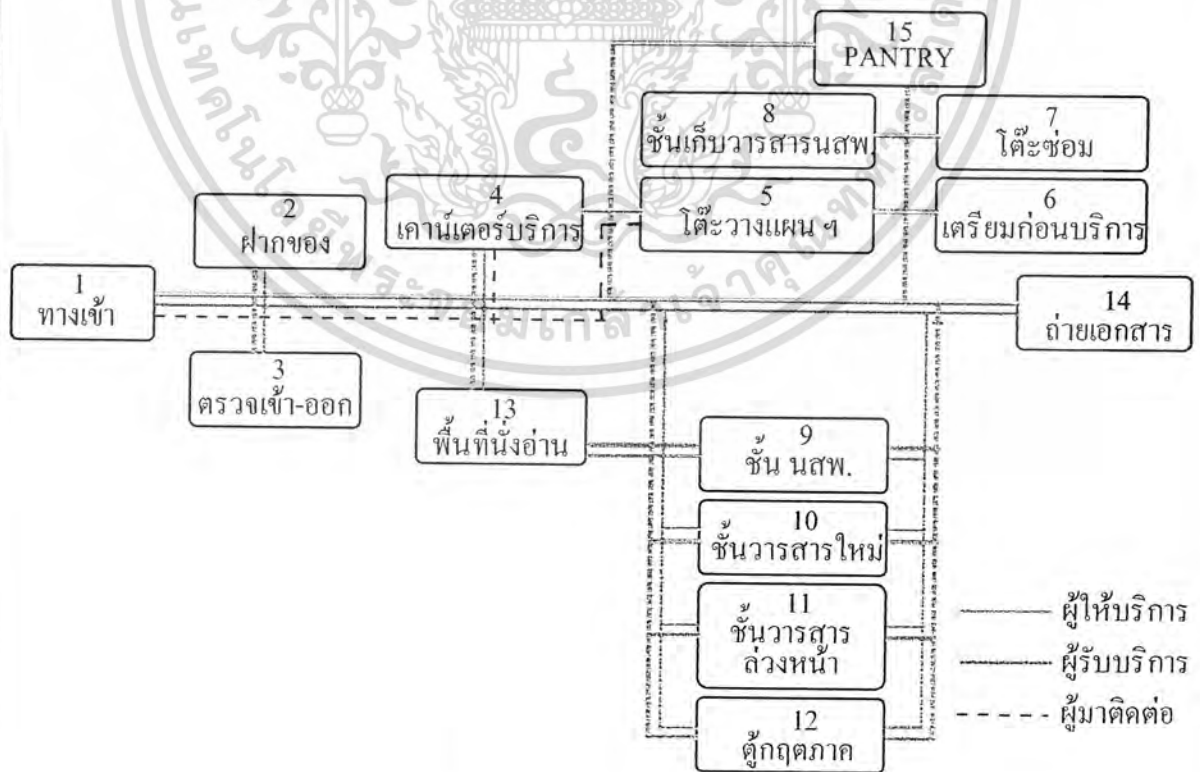 15
PANTRY
8
ชั้นเก็บวารสารนสพ.
7
โต๊ะซ่อม
2
ฝากของ
4
เคาน์เตอร์บริการ
5
โต๊ะวางแผน ฯ
6
เตรียมก่อนบริการ
1
ทางเข้า
14
ถ่ายเอกสาร
3
ตรวจเข้า-ออก
13
พื้นที่นั่งอ่าน
9
ชั้น นสพ.
10
ชั้นวารสารใหม่
11
ชั้นวารสาร
ล่วงหน้า
12
ตู้กฤตภาค
ผู้ให้บริการ
ผู้รับบริการ
ผู้มาติดต่อ